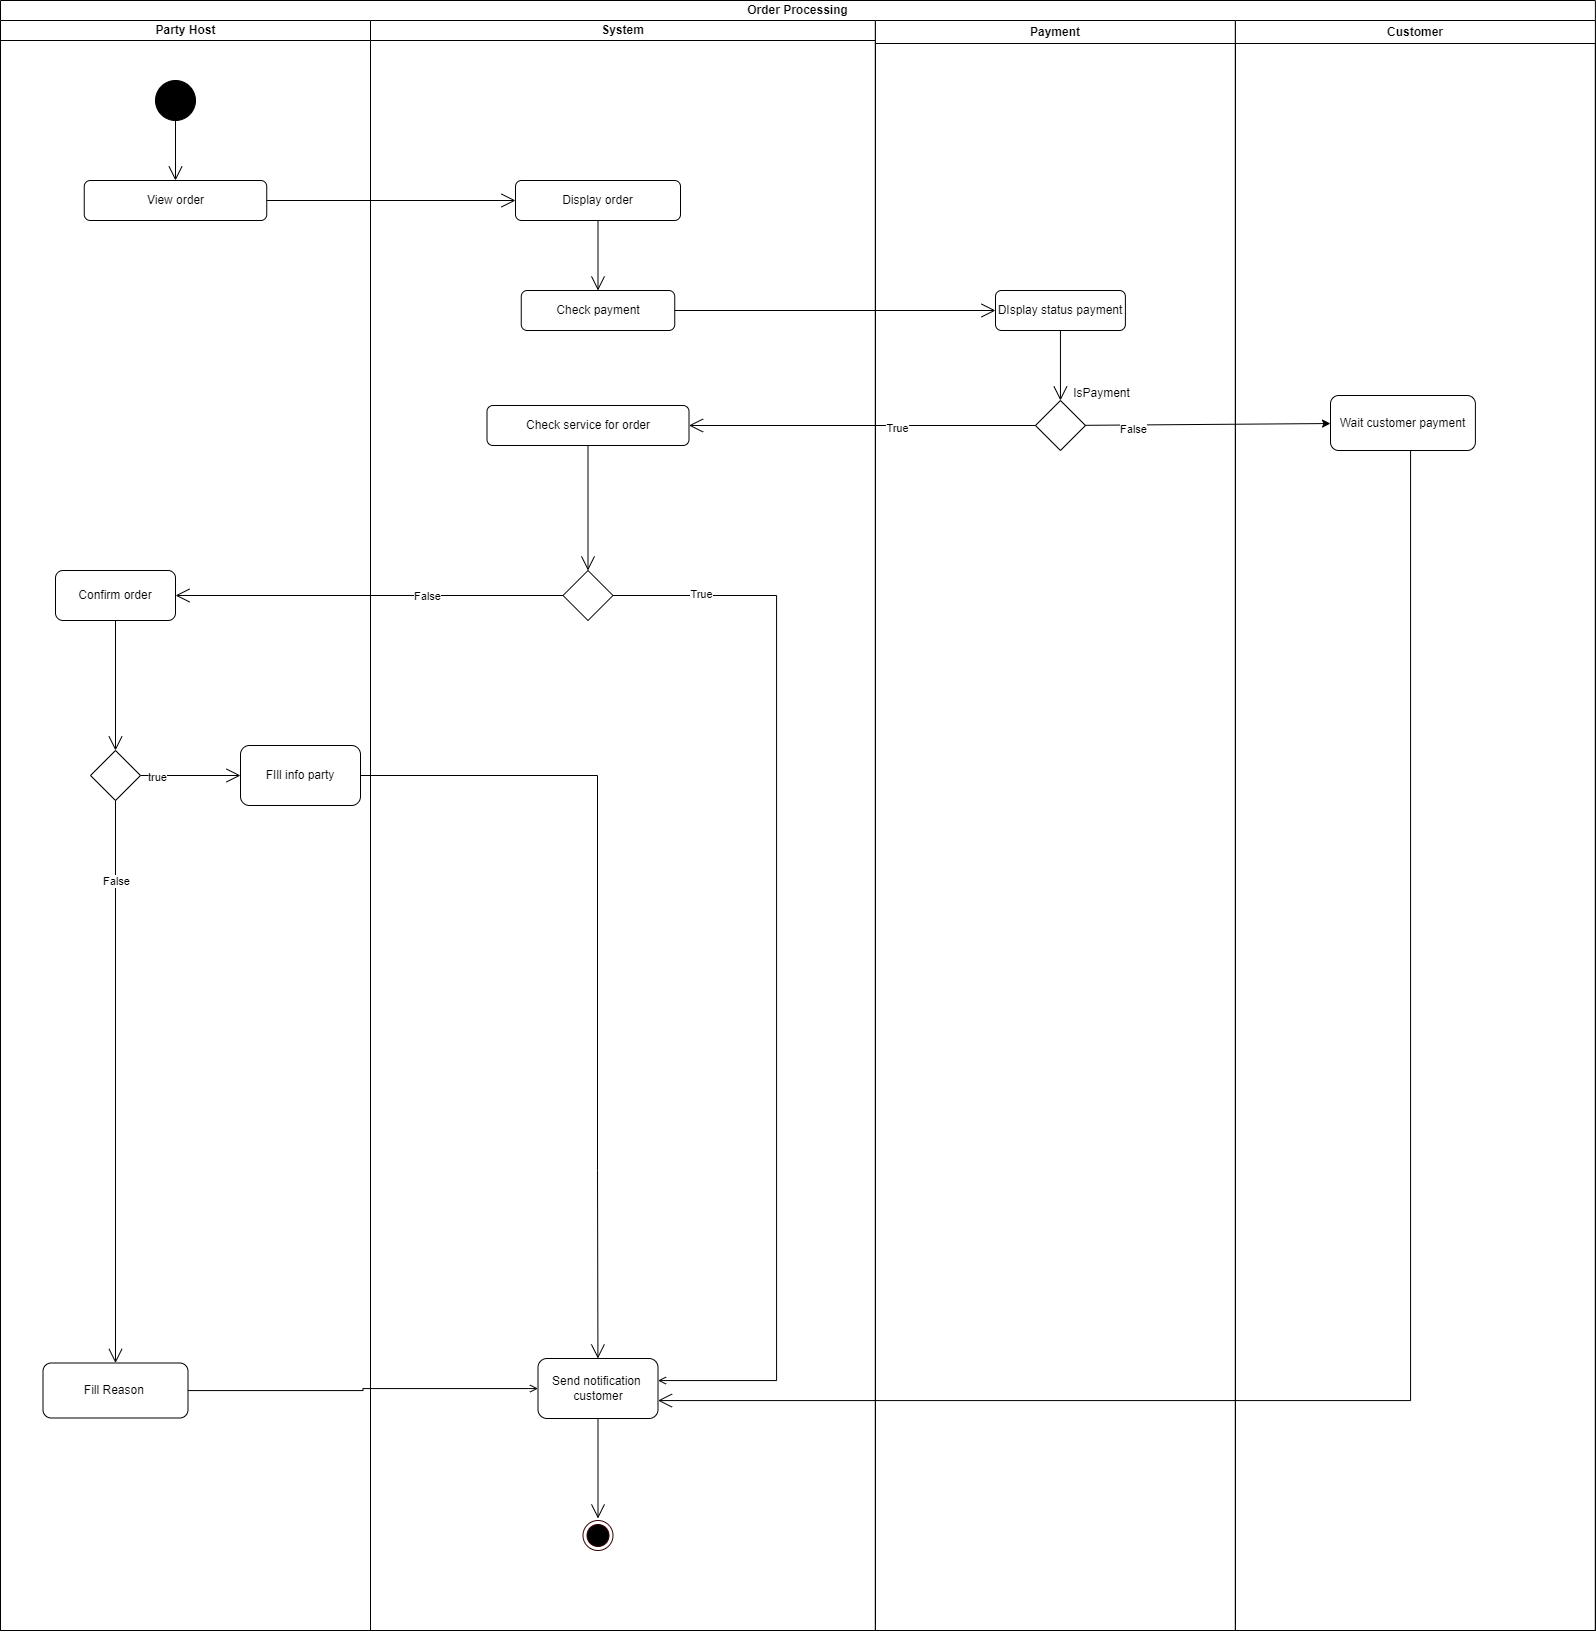 Order Processing
Party Host
System
Payment
Customer
View order
Display order
Check payment
DIsplay status payment
IsPayment
Check service for order
True
False
Wait customer payment
Confirm order
False
True
true
FIll info party
False
Fill Reason
Send notification
customer